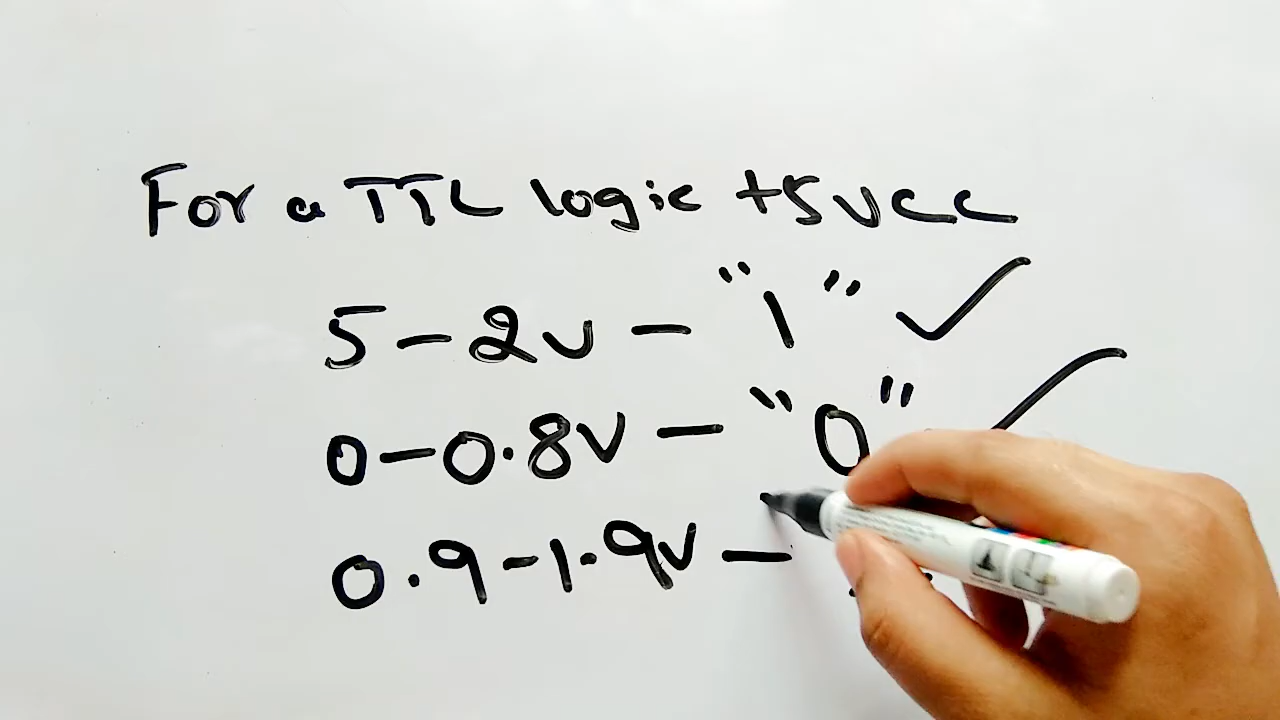 For a TTL logic +5VCC
5-2V - "1" ✓
0-0.8V - "0"
0.9-1.9V -